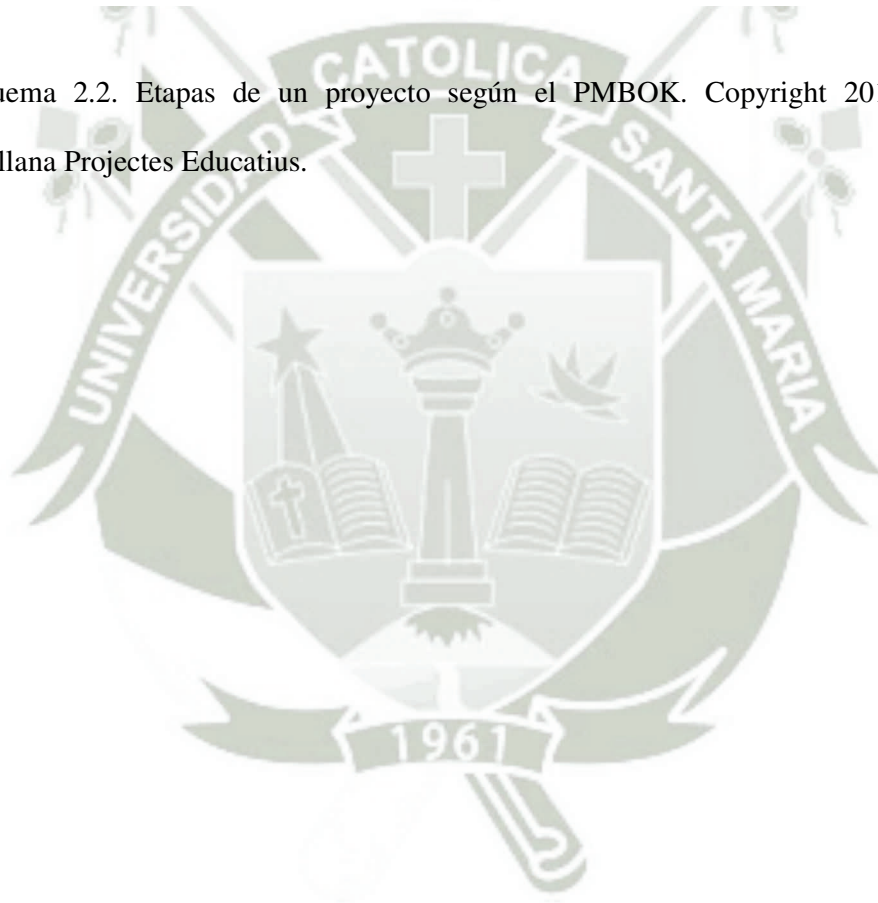 CATOLICA
uema 2.2. Etapas de un proyecto según el PMBOK. Copyright 201
llana Projectes Educatius.
UNIVERSIDAD
SANTA MARIA
1961